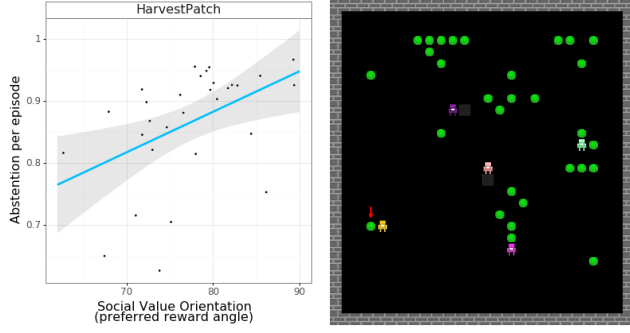 HarvestPatch
Abstention per episode
1
0.9
0.8
0.7
70
80
90
Social Value Orientation
(preferred reward angle)